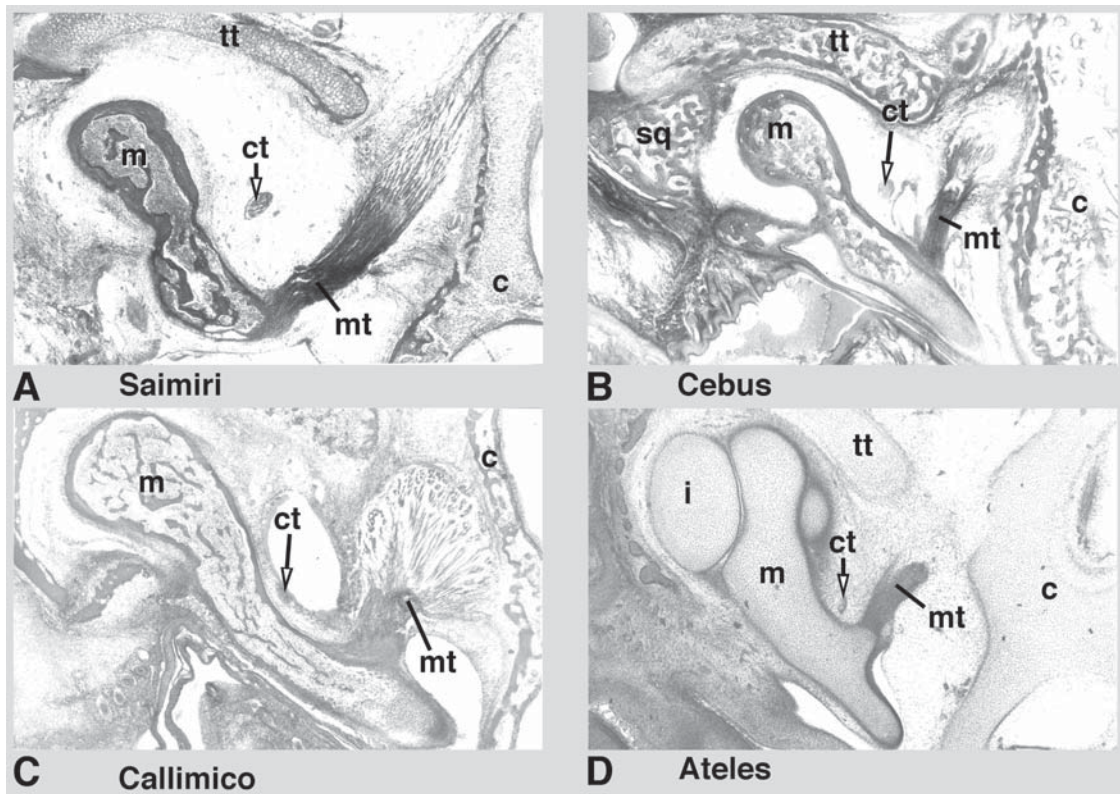 tt
m
ct
mt
c
A Saimiri
tt
sq
m
ct
mt
c
B Cebus
m
ct
mt
c
C Callimico
i
m
tt
ct
mt
c
D Ateles